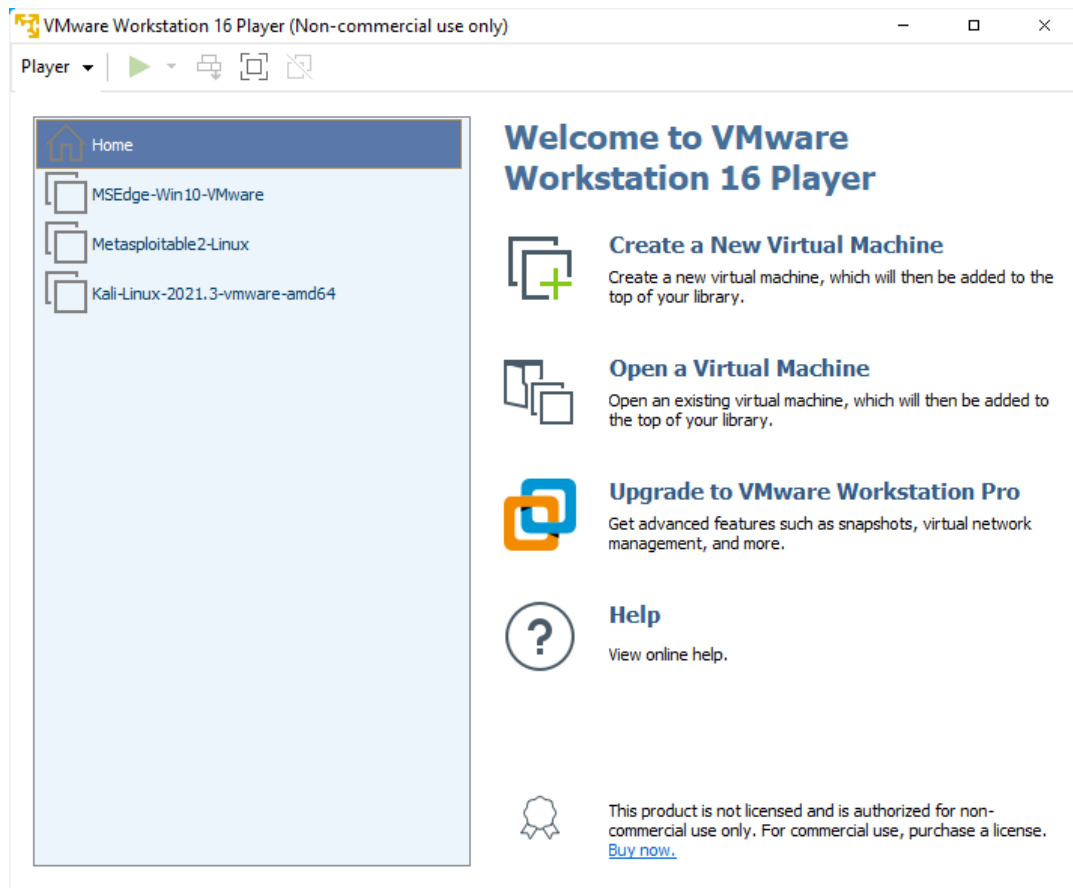 VMware Workstation 16 Player (Non-commercial use only)
Player
Home
MSEdge-Win10-VMware
Metasploitable2-Linux
Kali-Linux-2021.3-vmware-amd64
Welcome to VMware
Workstation 16 Player
Create a New Virtual Machine
Create a new virtual machine, which will then be added to the
top of your library.
Open a Virtual Machine
Open an existing virtual machine, which will then be added to
the top of your library.
Upgrade to VMware Workstation Pro
Get advanced features such as snapshots, virtual network
management, and more.
?
Help
View online help.
This product is not licensed and is authorized for non-
commercial use only. For commercial use, purchase a license.
Buy now.